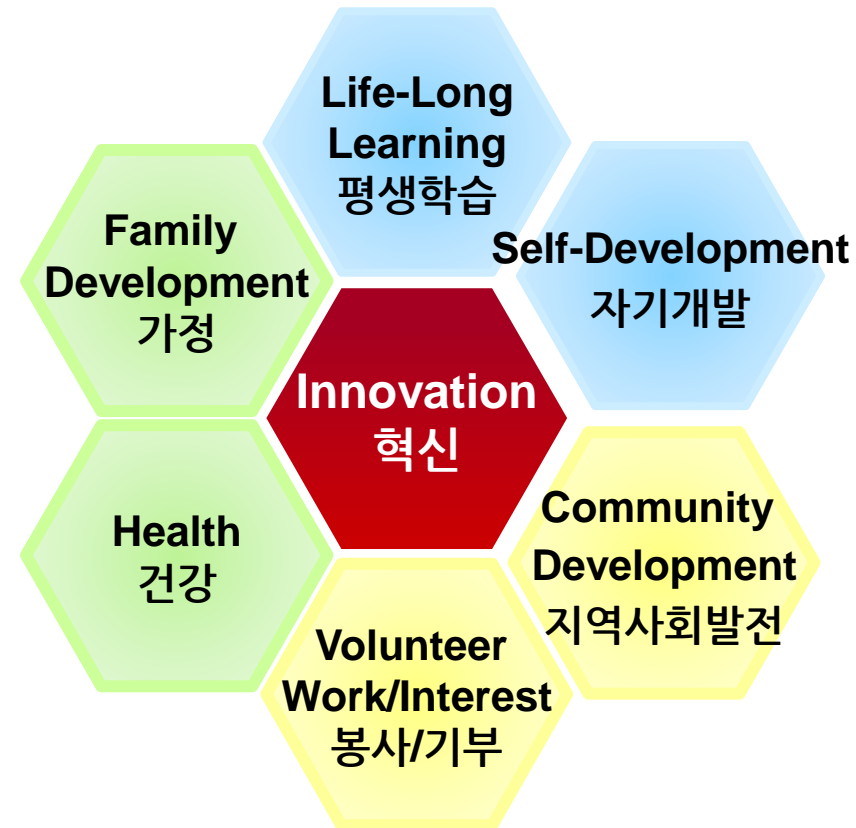 Life-Long
Learning
평생학습
Family
Development
가정
Self-Development
자기개발
Innovation
혁신
Health
건강
Community
Development
지역사회발전
Volunteer
Work/Interest
봉사/기부